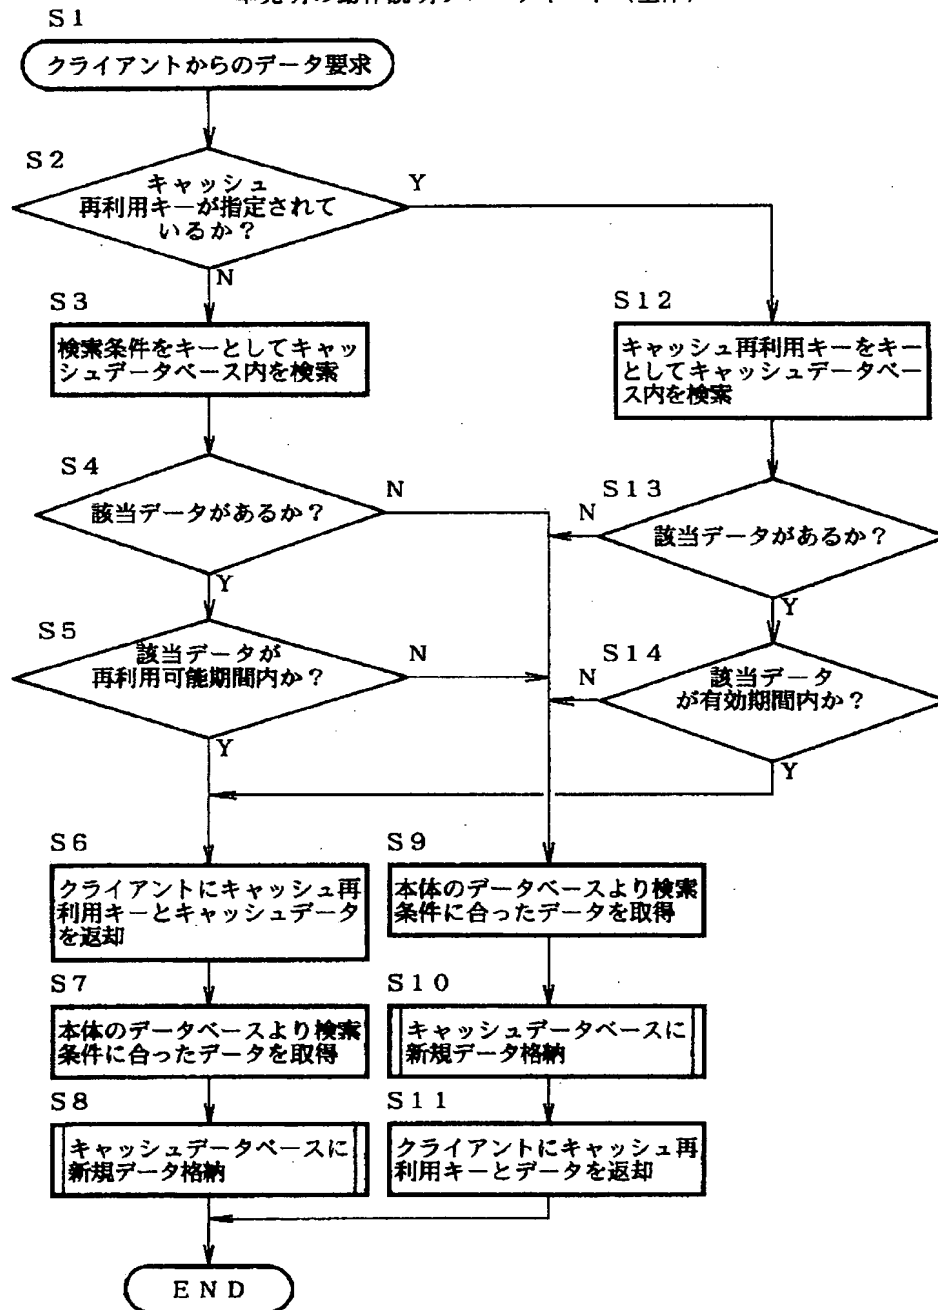 S1
クライアントからのデータ要求
S2
キャッシュ
再利用キーが指定されて
いるか？
Y
N
S3
検索条件をキーとしてキャッ
シュデータベース内を検索
S12
キャッシュ再利用キーをキー
としてキャッシュデータベー
ス内を検索
S4
該当データがあるか？
N
Y
S13
N
該当データがあるか？
Y
S5
該当データが
再利用可能期間内か？
N
Y
S14
N
該当データ
が有効期間内か？
Y
S6
クライアントにキャッシュ再
利用キーとキャッシュデータ
を返却
S9
本体のデータベースより検索
条件に合ったデータを取得
S7
本体のデータベースより検索
条件に合ったデータを取得
S10
キャッシュデータベースに
新規データ格納
S8
キャッシュデータベースに
新規データ格納
S11
クライアントにキャッシュ再
利用キーとデータを返却
END